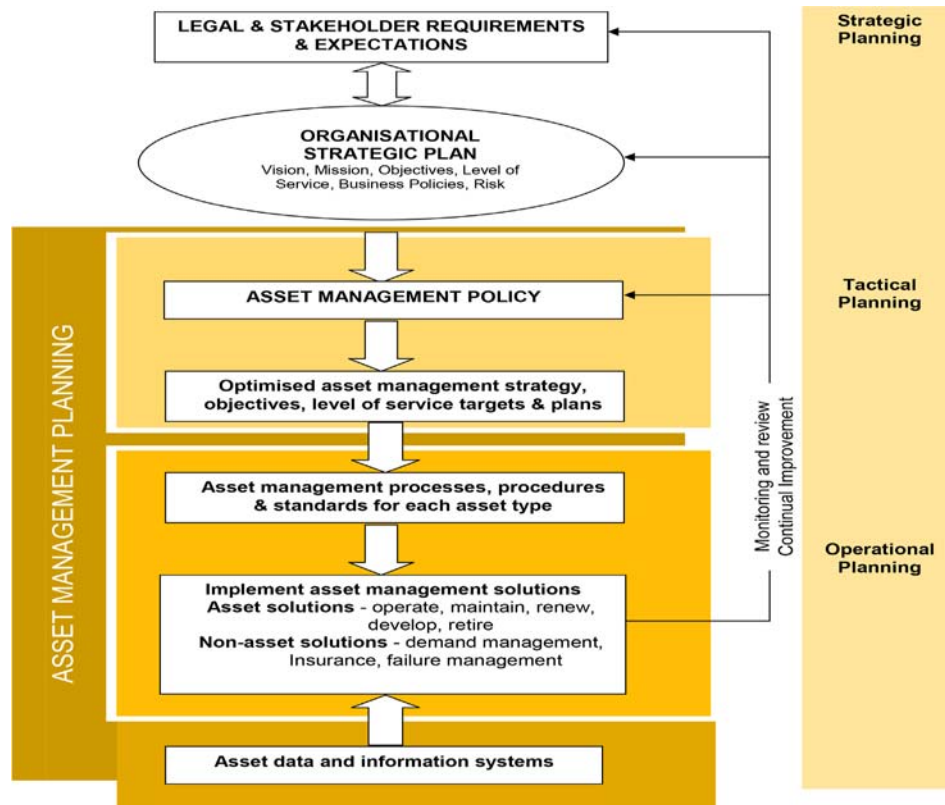 LEGAL & STAKEHOLDER REQUIREMENTS
& EXPECTATIONS
Strategic
Planning
ORGANISATIONAL
STRATEGIC PLAN
Vision, Mission, Objectives, Level of
Service, Business Policies, Risk
ASSET MANAGEMENT POLICY
Tactical
Planning
Optimised asset management strategy,
objectives, level of service targets & plans
ASSET MANAGEMENT PLANNING
Asset management processes, procedures
& standards for each asset type
Monitoring and review
Continual Improvement
Operational
Planning
Implement asset management solutions
Asset solutions - operate, maintain, renew,
develop, retire
Non-asset solutions - demand management,
Insurance, failure management
Asset data and information systems